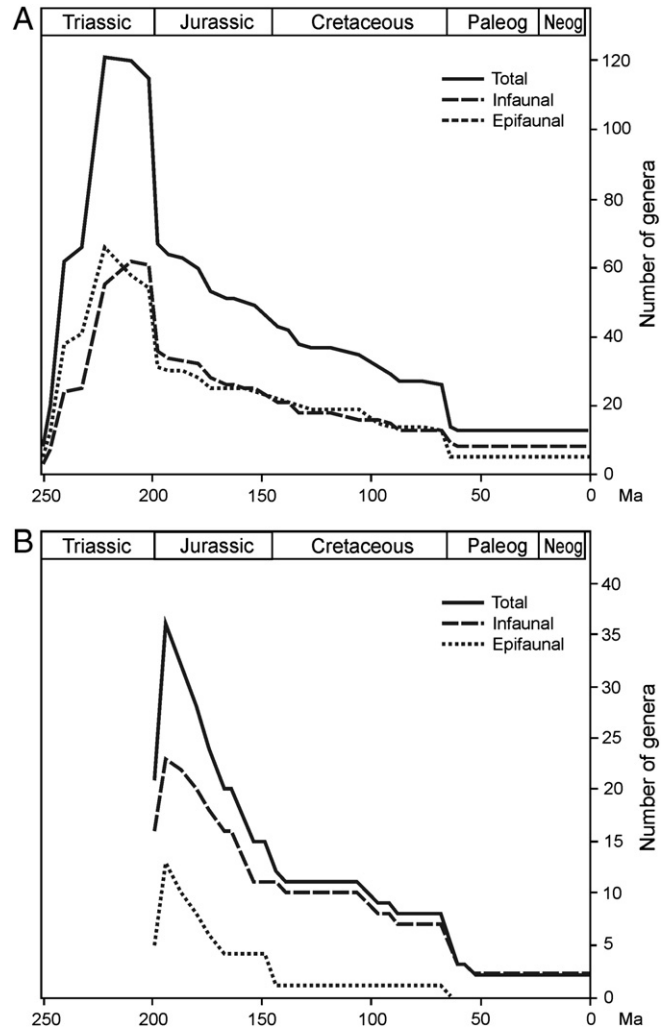 A
Triassic Jurassic Cretaceous Paleog Neog
120
Total
Infaunal
Epifaunal
100
80
60
40
20
0
Number of genera
250 200 150 100 50 0 Ma
B
Triassic Jurassic Cretaceous Paleog Neog
40
Total
Infaunal
Epifaunal
35
30
25
20
15
10
5
0
Number of genera
250 200 150 100 50 0 Ma